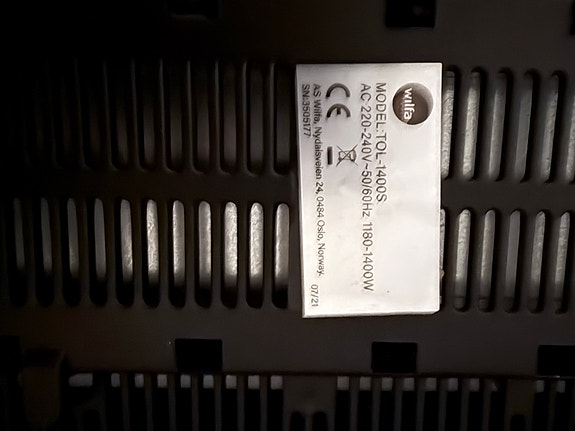 wilfa
MODEL:TOL-1400S
AC 220-240V~50/60Hz 1180-1400W
CE
AS Wilfa, Nydalsveien 24, 0484 Oslo, Norway.
SN:3505177
07/21